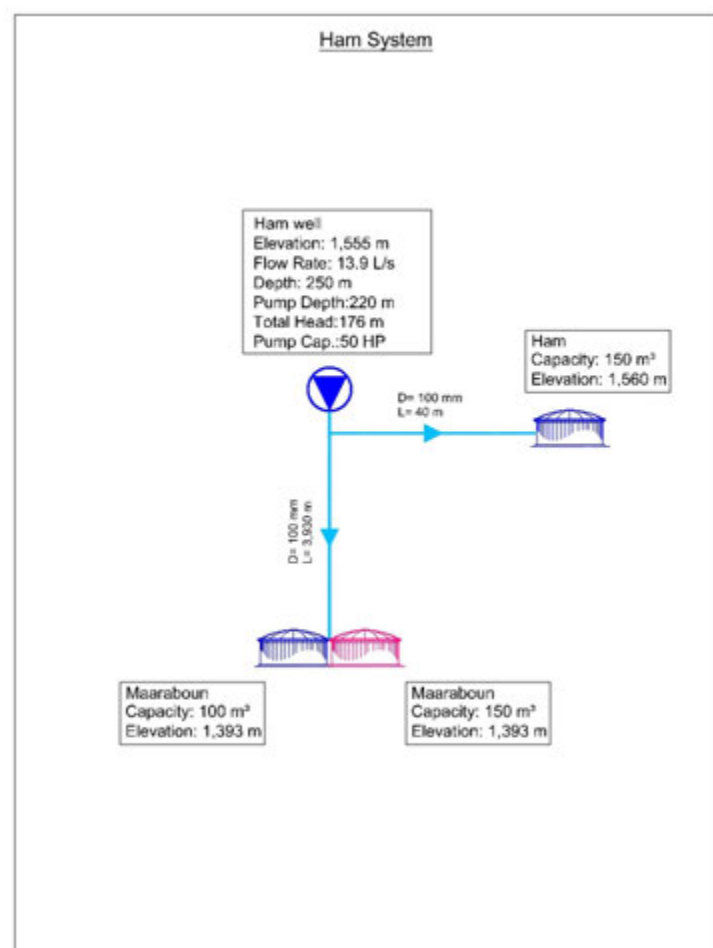 Ham System
Ham well
Elevation: 1,555 m
Flow Rate: 13.9 L/s
Depth: 250 m
Pump Depth:220 m
Total Head:176 m
Pump Cap.:50 HP
Ham
Capacity: 150 m³
Elevation: 1,560 m
D= 100 mm
L= 40 m
D= 100 mm
L= 3,930 m
Maaraboun
Capacity: 100 m³
Elevation: 1,393 m
Maaraboun
Capacity: 150 m³
Elevation: 1,393 m